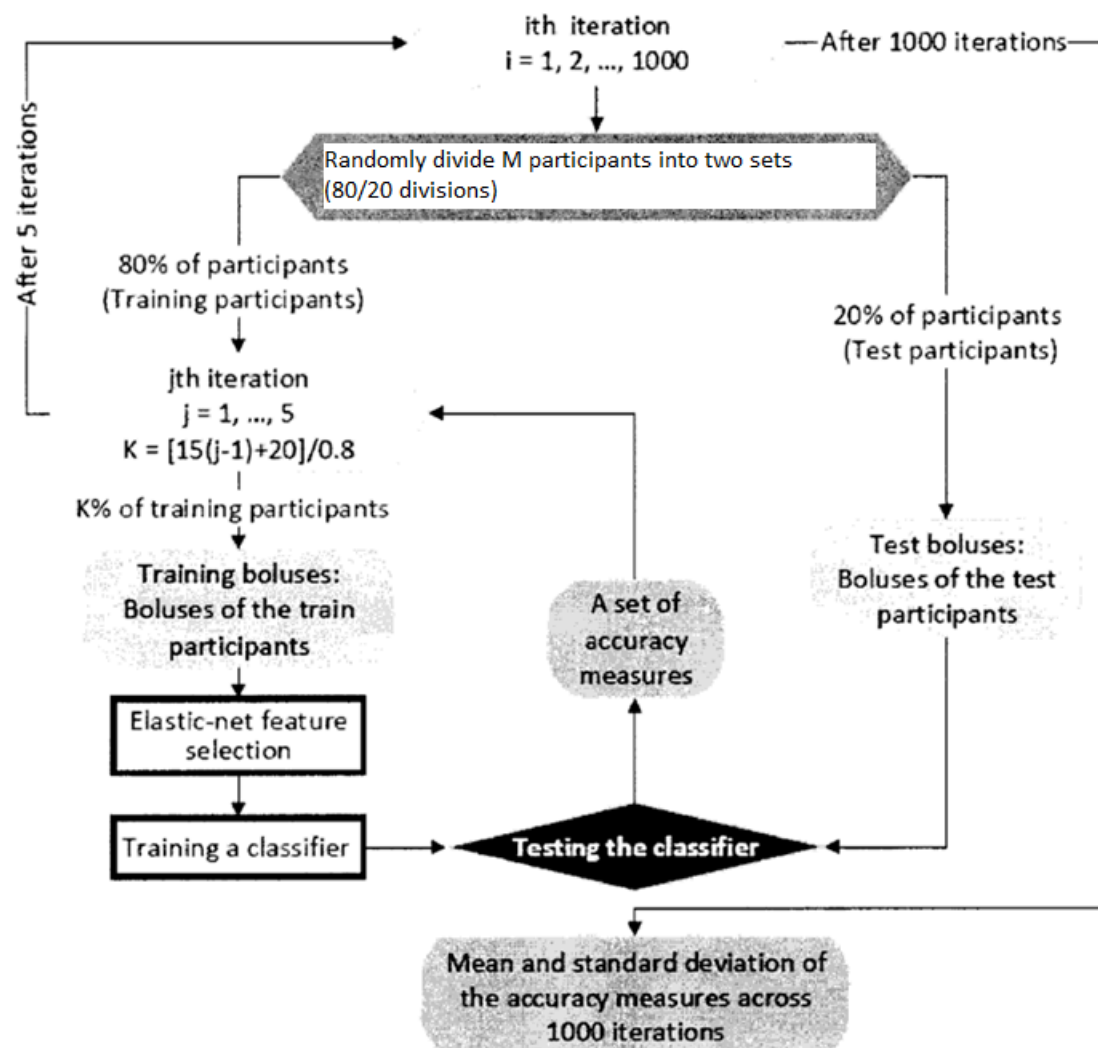 ith iteration
i = 1, 2, ..., 1000
After 1000 iterations
After 5 iterations
Randomly divide M participants into two sets
(80/20 divisions)
80% of participants
(Training participants)
20% of participants
(Test participants)
jth iteration
j = 1, ..., 5
K = [15(j-1)+20]/0.8
K% of training participants
Training boluses:
Boluses of the train
participants
Test boluses:
Boluses of the test
participants
A set of
accuracy
measures
Elastic-net feature
selection
Training a classifier
Testing the classifier
Mean and standard deviation of
the accuracy measures across
1000 iterations